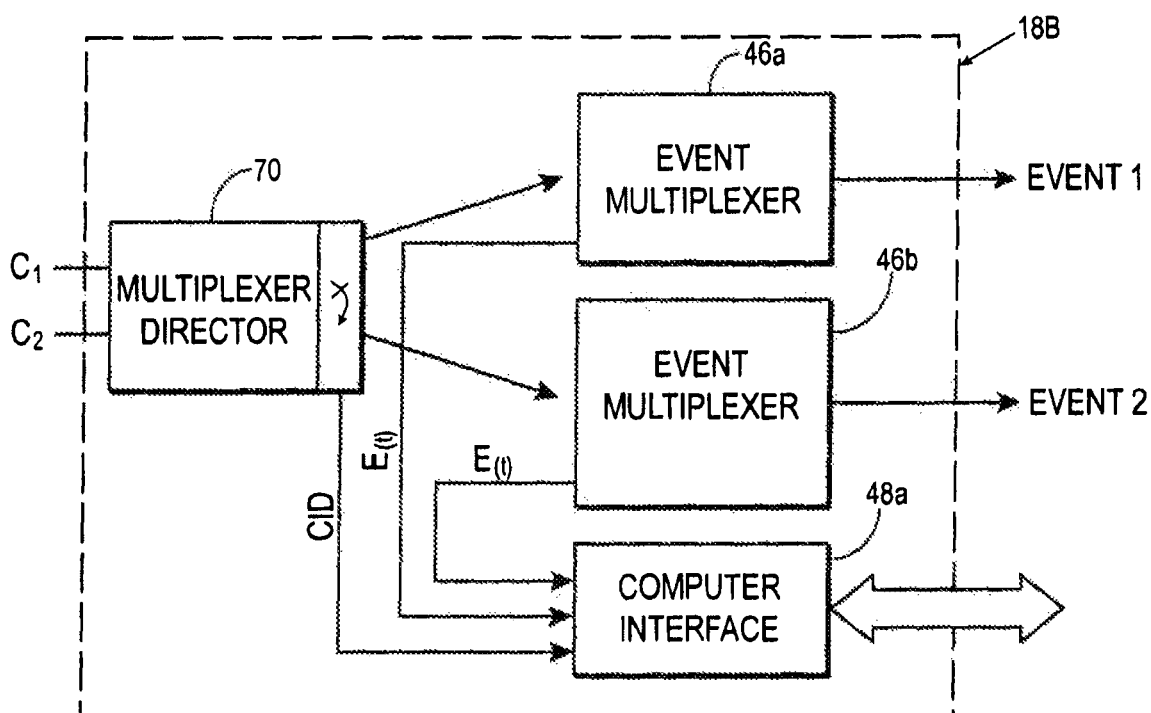 18B
46a
EVENT
MULTIPLEXER
EVENT 1
70
C₁
C₂
MULTIPLEXER
DIRECTOR
X
46b
EVENT
MULTIPLEXER
EVENT 2
E(t)
E(t)
CID
48a
COMPUTER
INTERFACE